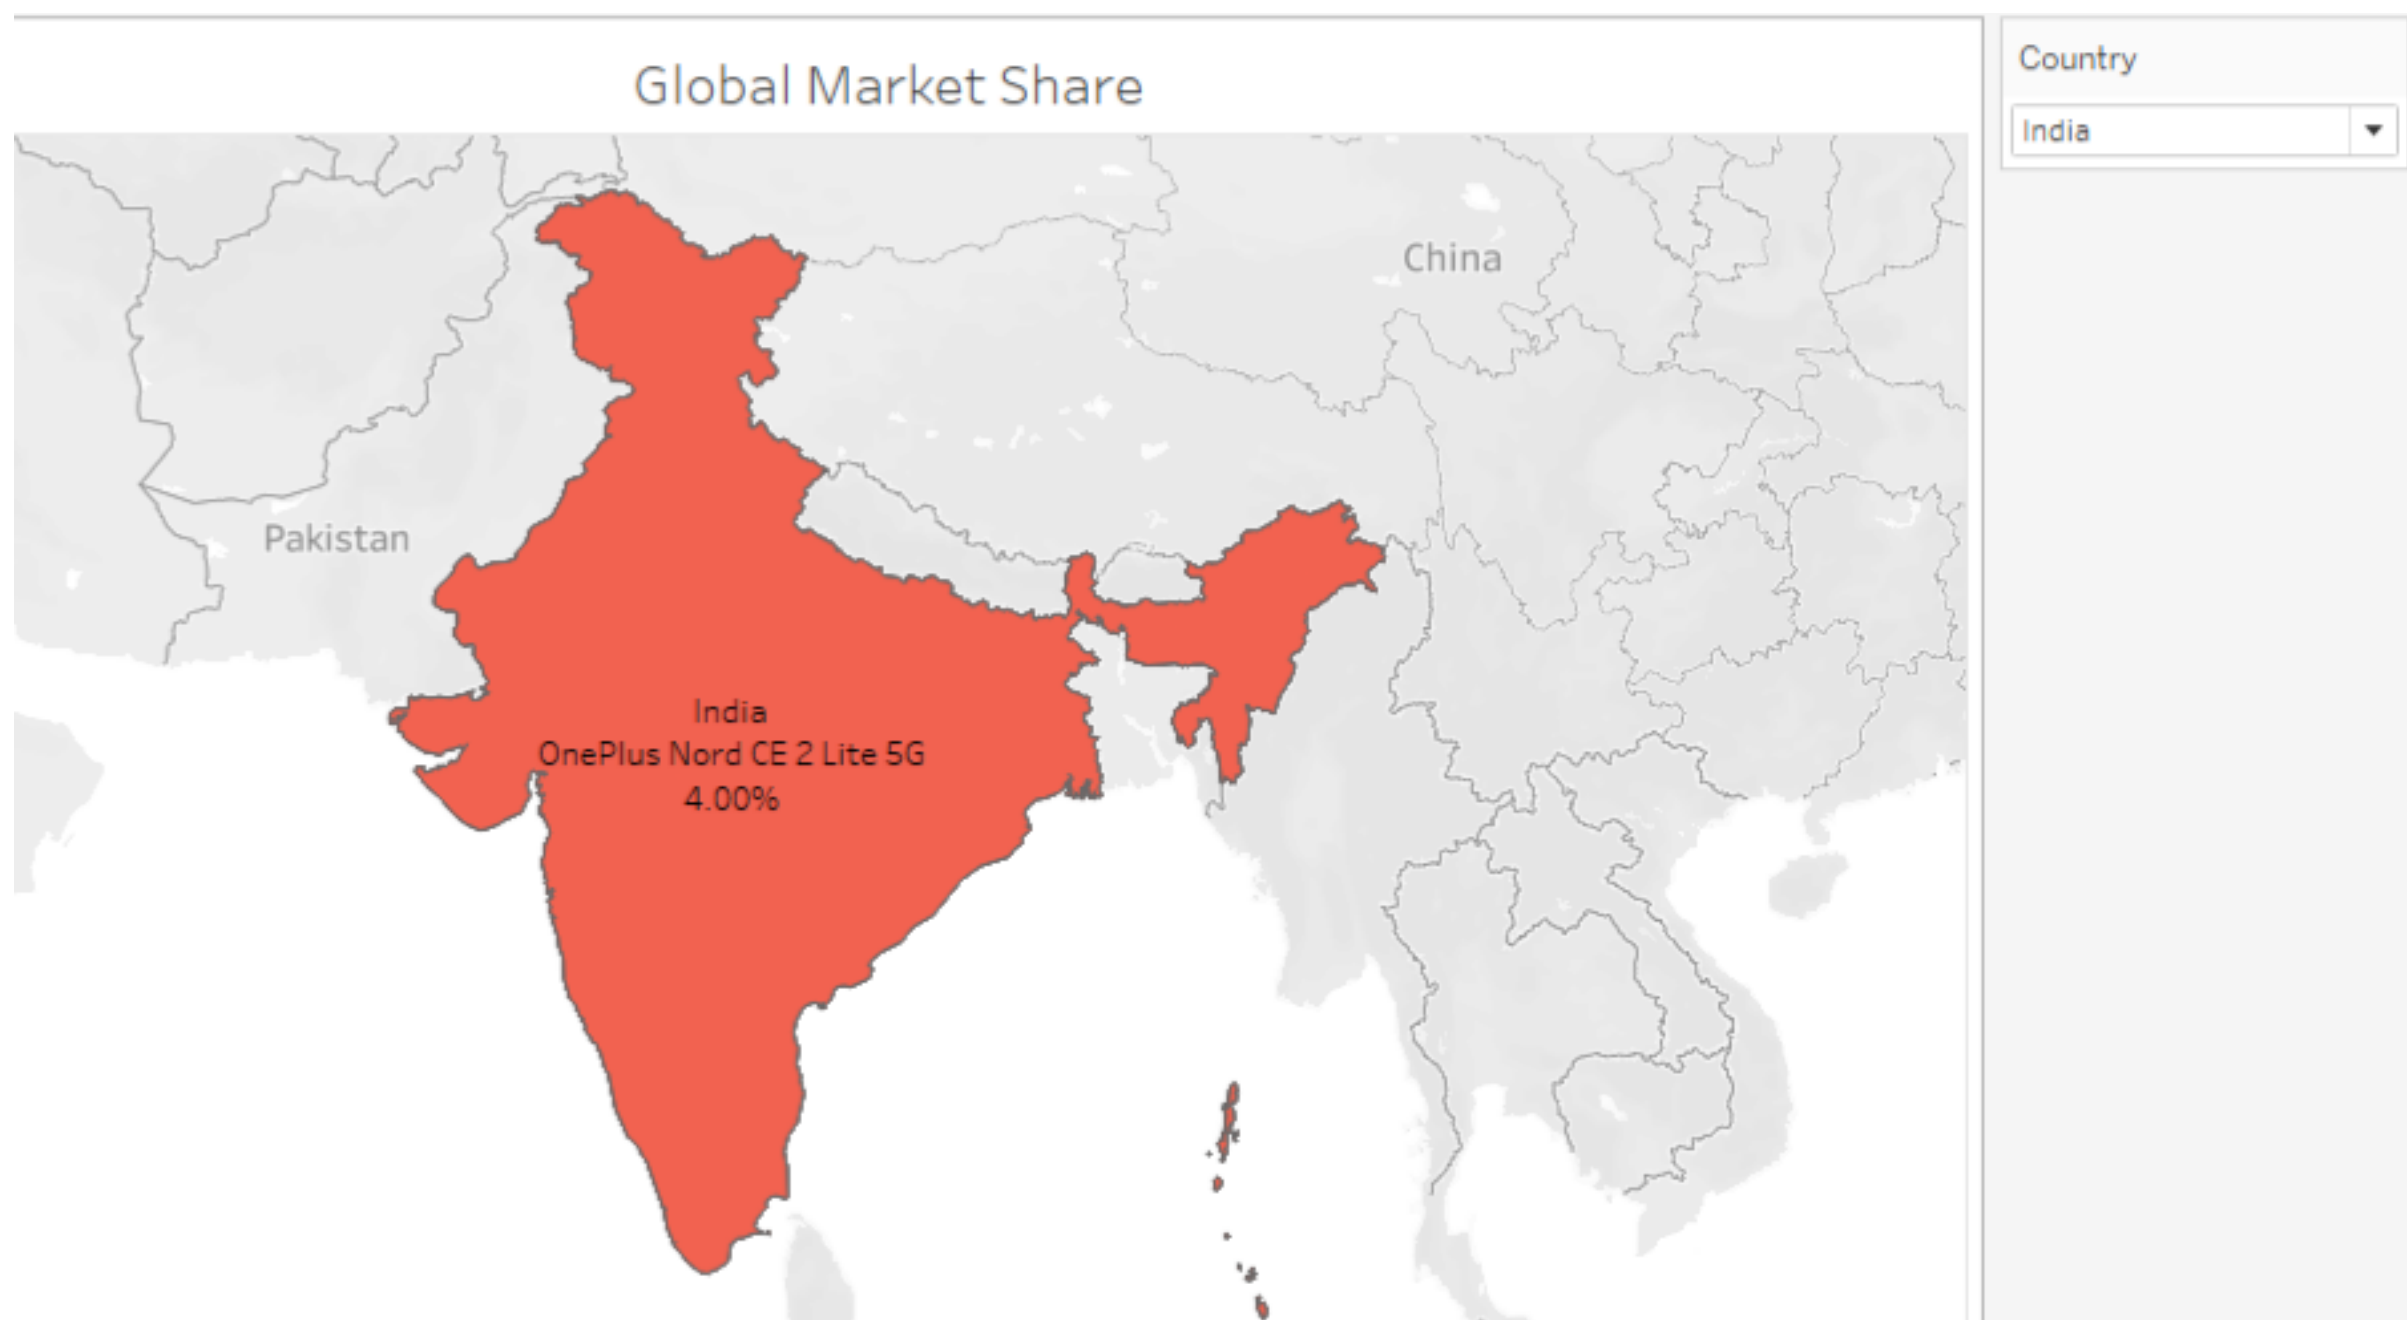 Global Market Share
Country
India
China
Pakistan
India
OnePlus Nord CE 2 Lite 5G
4.00%